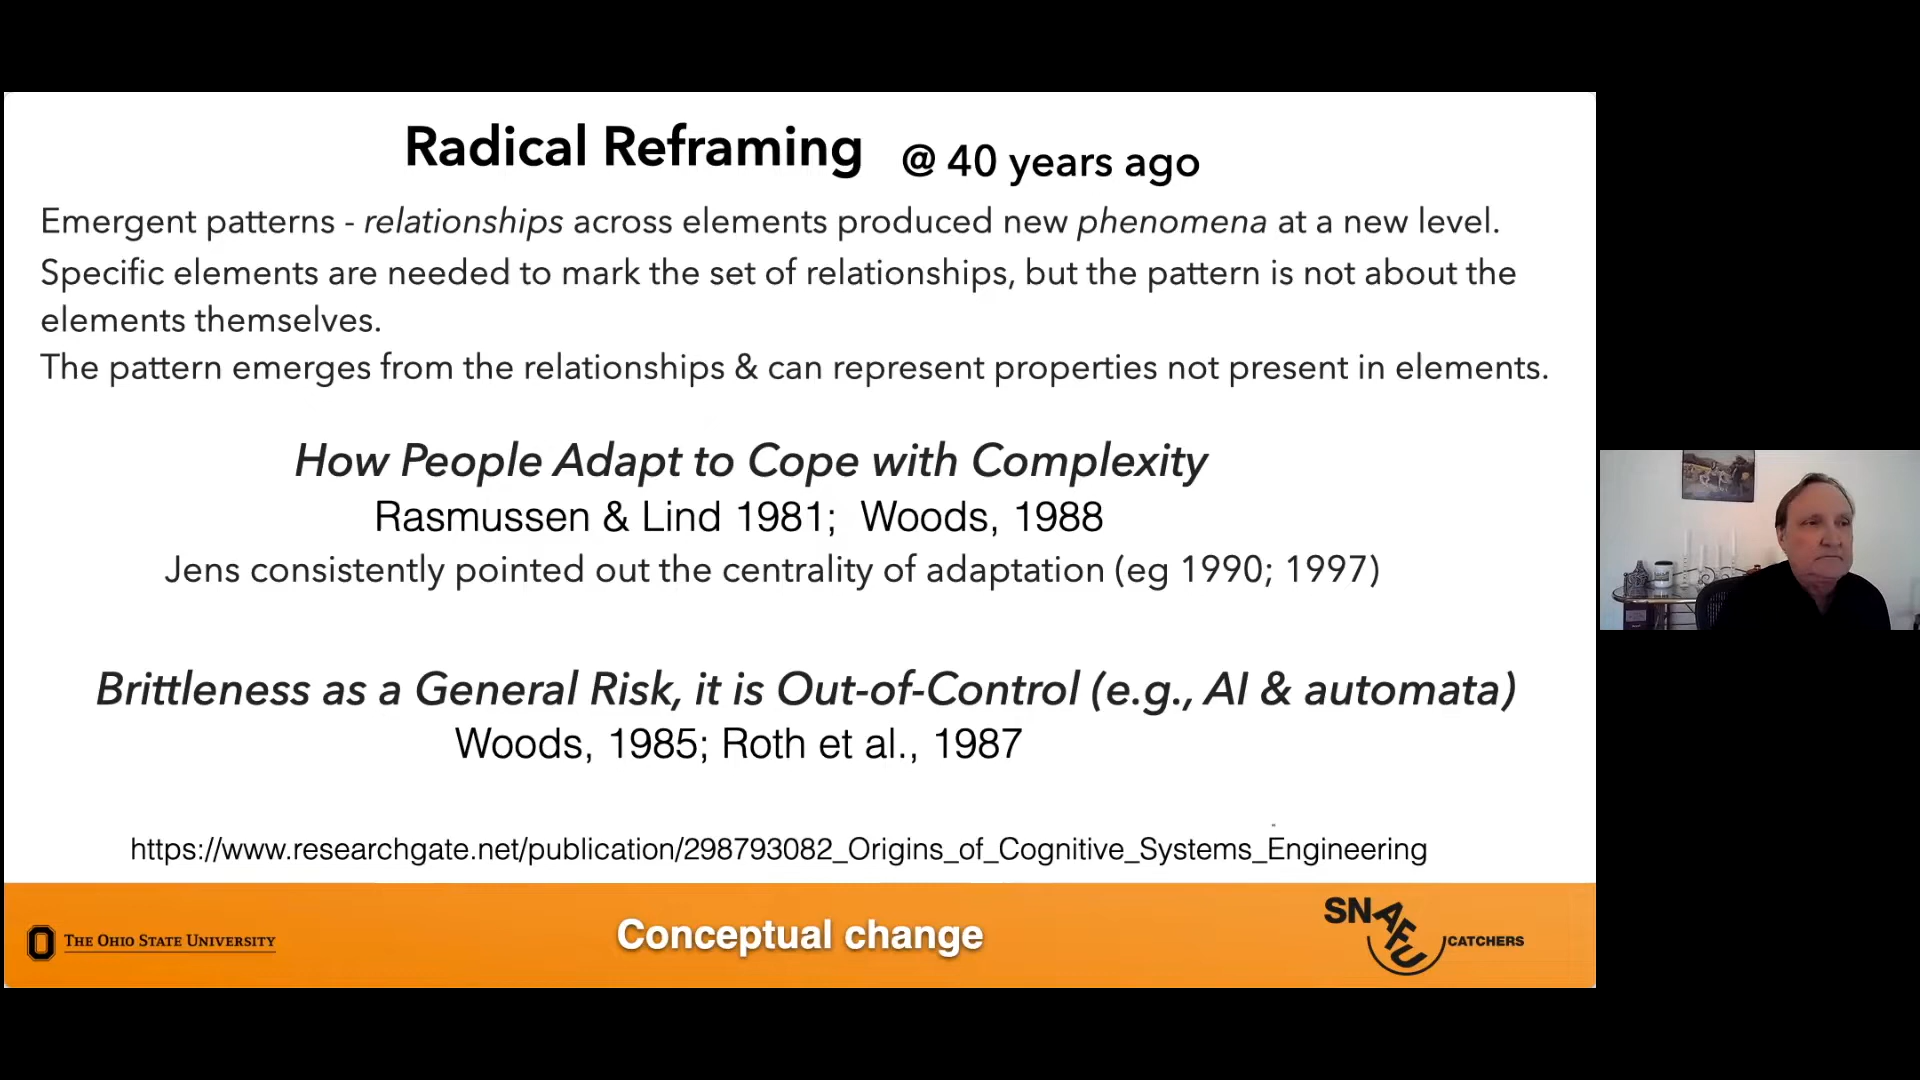 Radical Reframing @ 40 years ago
Emergent patterns - relationships across elements produced new phenomena at a new level.
Specific elements are needed to mark the set of relationships, but the pattern is not about the
elements themselves.
The pattern emerges from the relationships & can represent properties not present in elements.
How People Adapt to Cope with Complexity
Rasmussen & Lind 1981; Woods, 1988
Jens consistently pointed out the centrality of adaptation (eg 1990; 1997)
Brittleness as a General Risk, it is Out-of-Control (e.g., AI & automata)
Woods, 1985; Roth et al., 1987
https://www.researchgate.net/publication/298793082_Origins_of_Cognitive_Systems_Engineering
THE OHIO STATE UNIVERSITY
Conceptual change
SNAFU CATCHERS